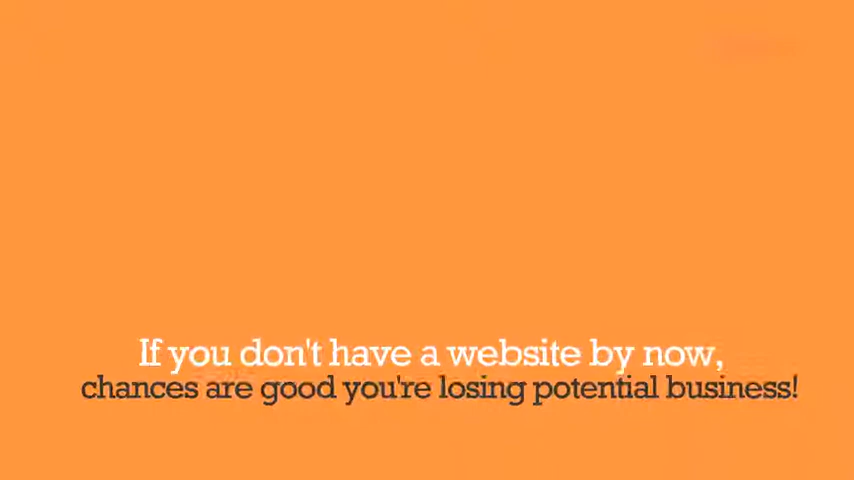 If you don't have a website by now,
chances are good you're losing potential business!